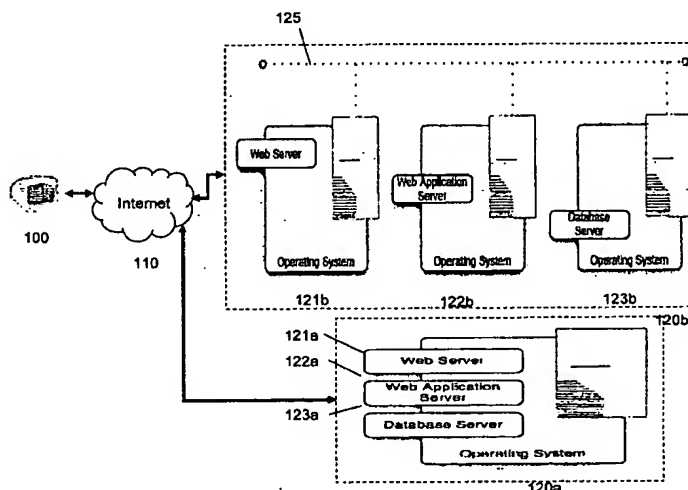 125
Web Server
Web Application
Server
Database
Server
Internet
100
110
Operating System
Operating System
Operating System
121b
122b
123b
120b
121a
Web Server
122a
Web Application
Server
123a
Database Server
Operating System
120a